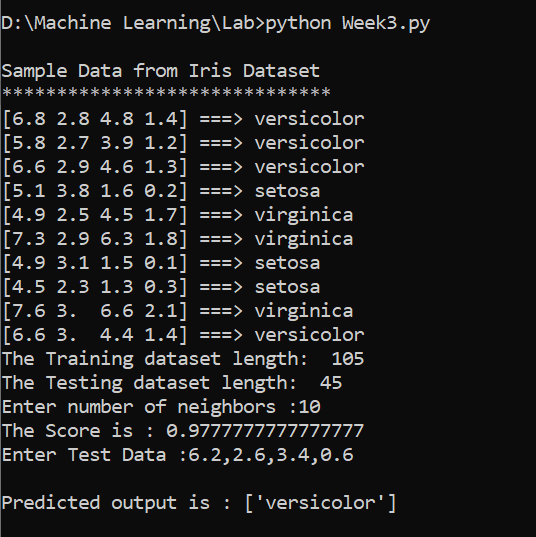 D:\Machine Learning\Lab>python Week3.py
Sample Data from Iris Dataset
******************************
[6.8 2.8 4.8 1.4] ===> versicolor
[5.8 2.7 3.9 1.2] ===> versicolor
[6.6 2.9 4.6 1.3] ===> versicolor
[5.1 3.8 1.6 0.2] ===> setosa
[4.9 2.5 4.5 1.7] ===> virginica
[7.3 2.9 6.3 1.8] ===> virginica
[4.9 3.1 1.5 0.1] ===> setosa
[4.5 2.3 1.3 0.3] ===> setosa
[7.6 3.  6.6 2.1] ===> virginica
[6.6 3.  4.4 1.4] ===> versicolor
The Training dataset length:  105
The Testing dataset length:  45
Enter number of neighbors :10
The Score is : 0.9777777777777777
Enter Test Data :6.2,2.6,3.4,0.6
Predicted output is : ['versicolor']